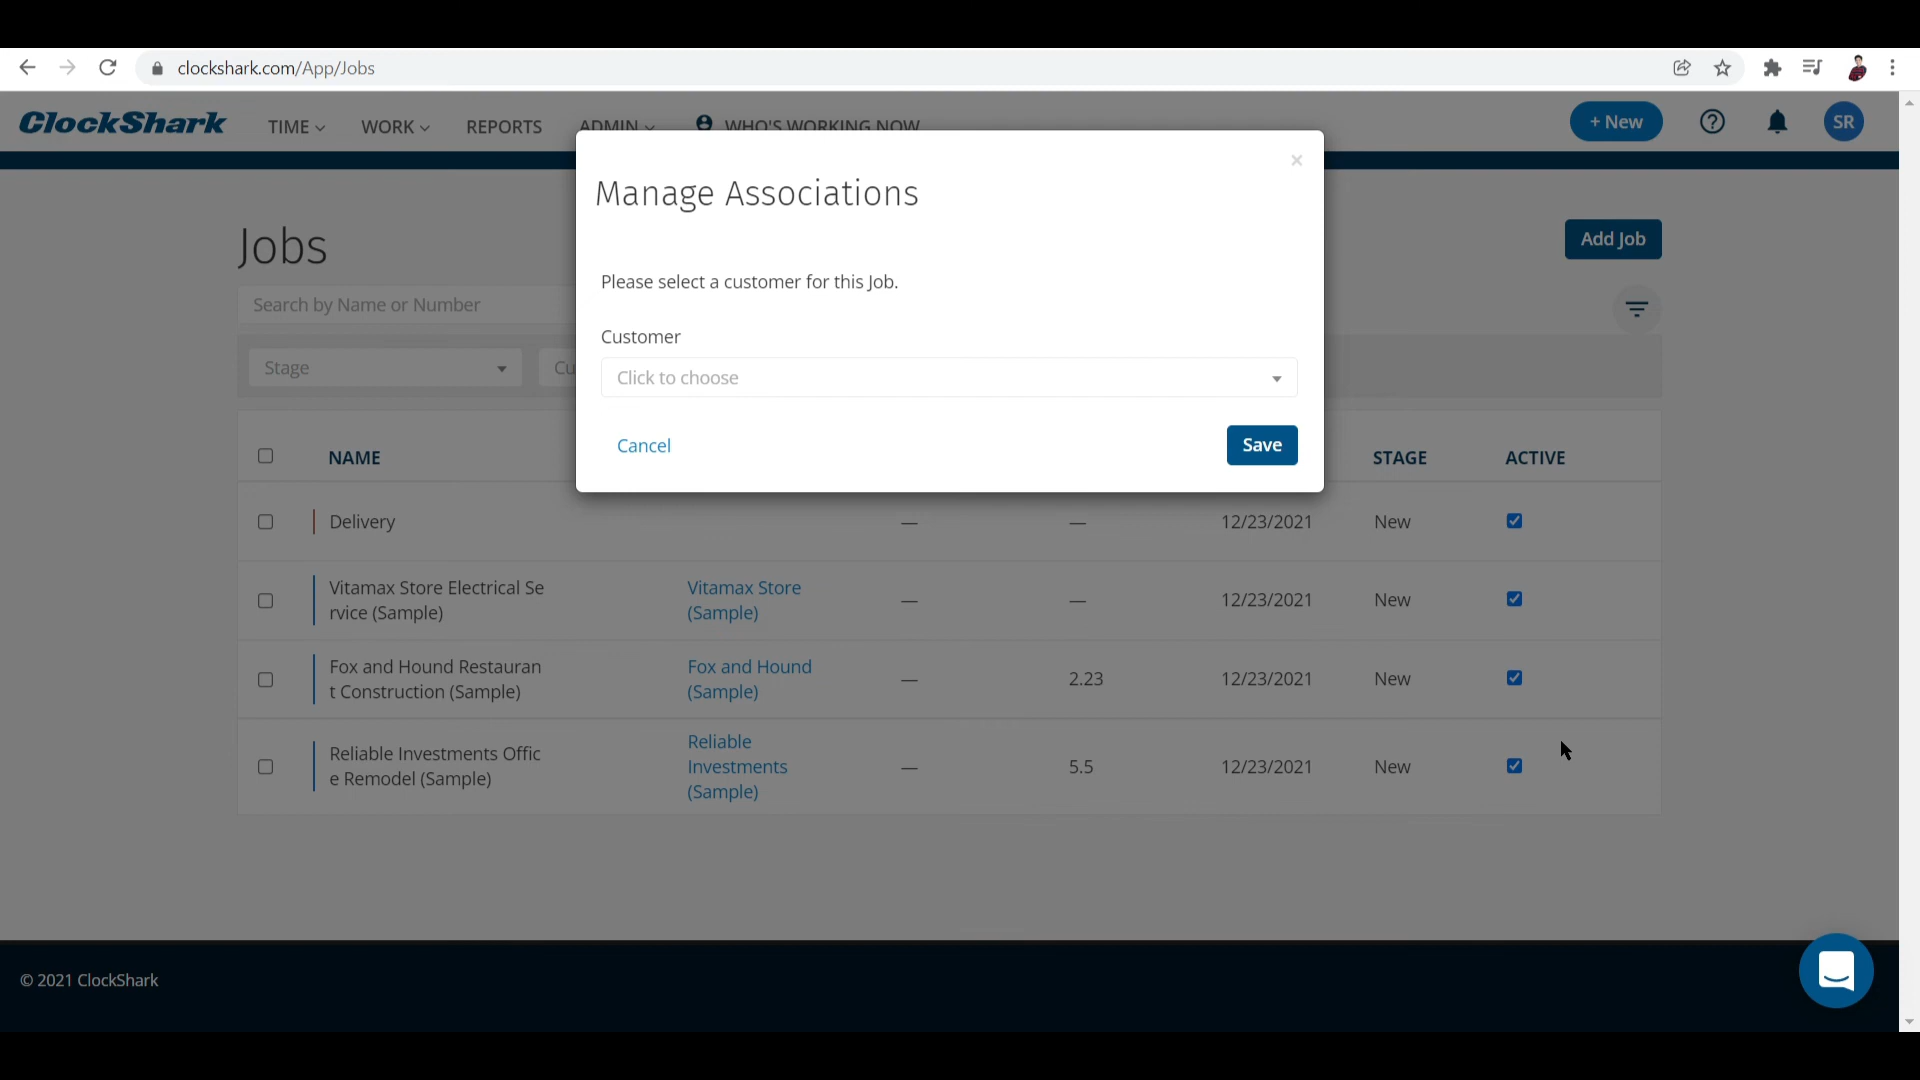 clockshark.com/App/Jobs
ClockShark
TIME
WORK
REPORTS
ADMIN
WHO'S WORKING NOW
+ New
SR
Manage Associations
×
Please select a customer for this Job.
Customer
Click to choose
Cancel
Save
Jobs
Add Job
Search by Name or Number
Stage
Cu
NAME
STAGE
ACTIVE
Delivery
—
—
12/23/2021
New
Vitamax Store Electrical Se
rvice (Sample)
Vitamax Store
(Sample)
—
—
12/23/2021
New
Fox and Hound Restauran
t Construction (Sample)
Fox and Hound
(Sample)
—
2.23
12/23/2021
New
Reliable Investments Offic
e Remodel (Sample)
Reliable
Investments
(Sample)
—
5.5
12/23/2021
New
© 2021 ClockShark